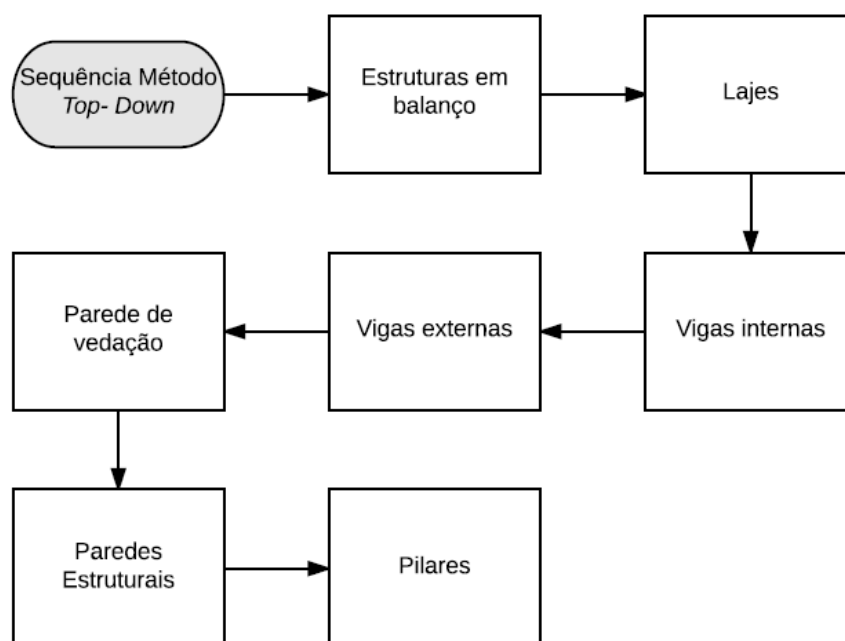 Sequência Método
Top- Down
Estruturas em
balanço
Lajes
Vigas internas
Vigas externas
Parede de
vedação
Paredes
Estruturais
Pilares